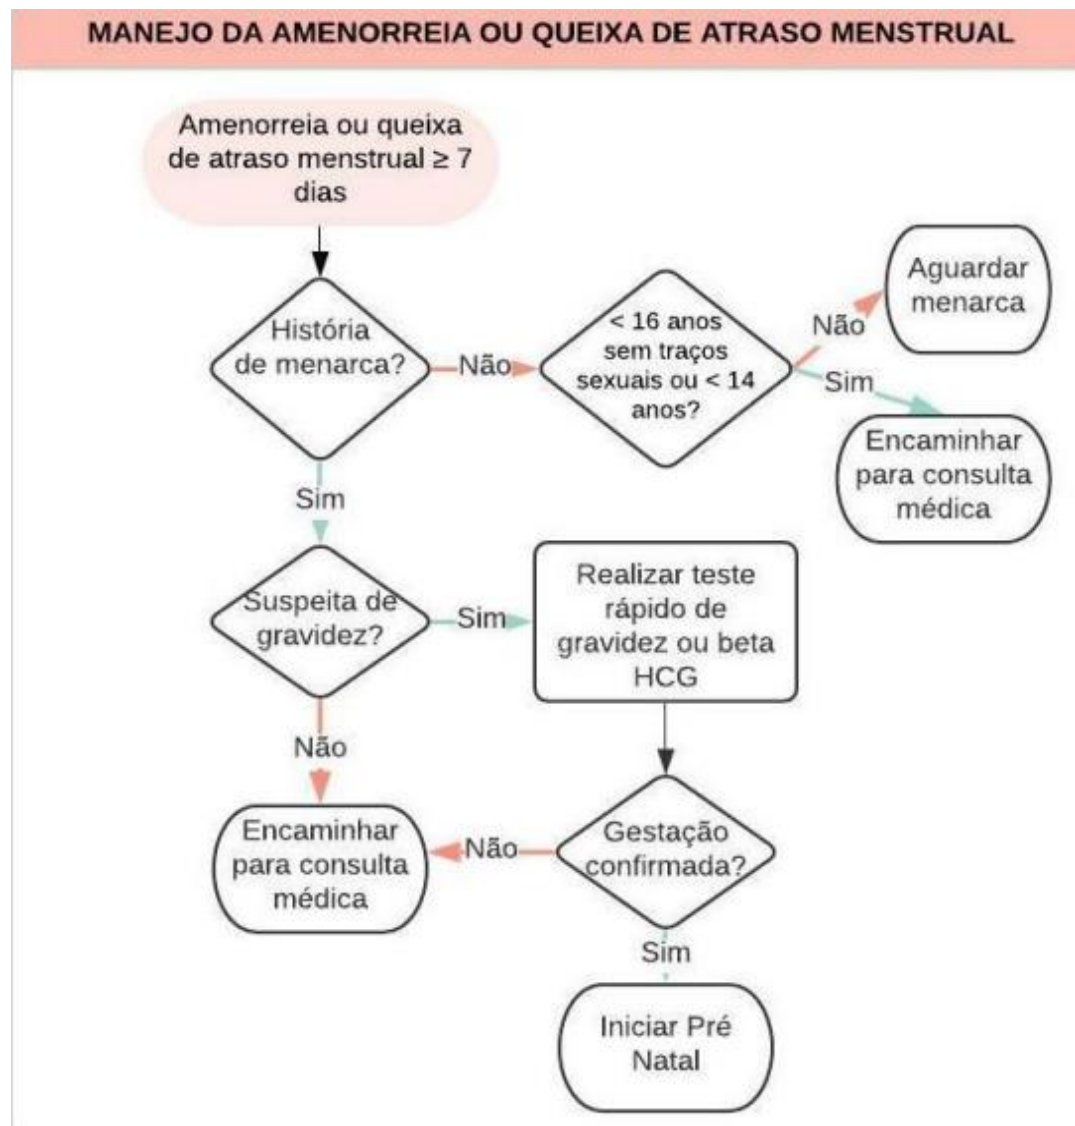 MANEJO DA AMENORREIA OU QUEIXA DE ATRASO MENSTRUAL
Amenorreia ou queixa
de atraso menstrual ≥ 7
dias
História
de menarca?
Não
< 16 anos
sem traços
sexuais ou < 14
anos?
Não
Aguardar
menarca
Sim
Encaminhar
para consulta
médica
Sim
Suspeita de
gravidez?
Sim
Realizar teste
rápido de
gravidez ou beta
HCG
Não
Encaminhar
para consulta
médica
Não
Gestação
confirmada?
Sim
Iniciar Pré
Natal